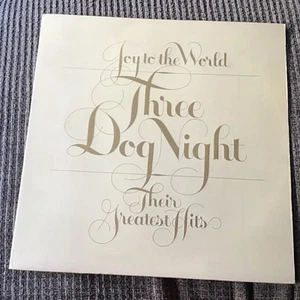 Joy to the World
Three
Dog Night
Their
Greatest Hits